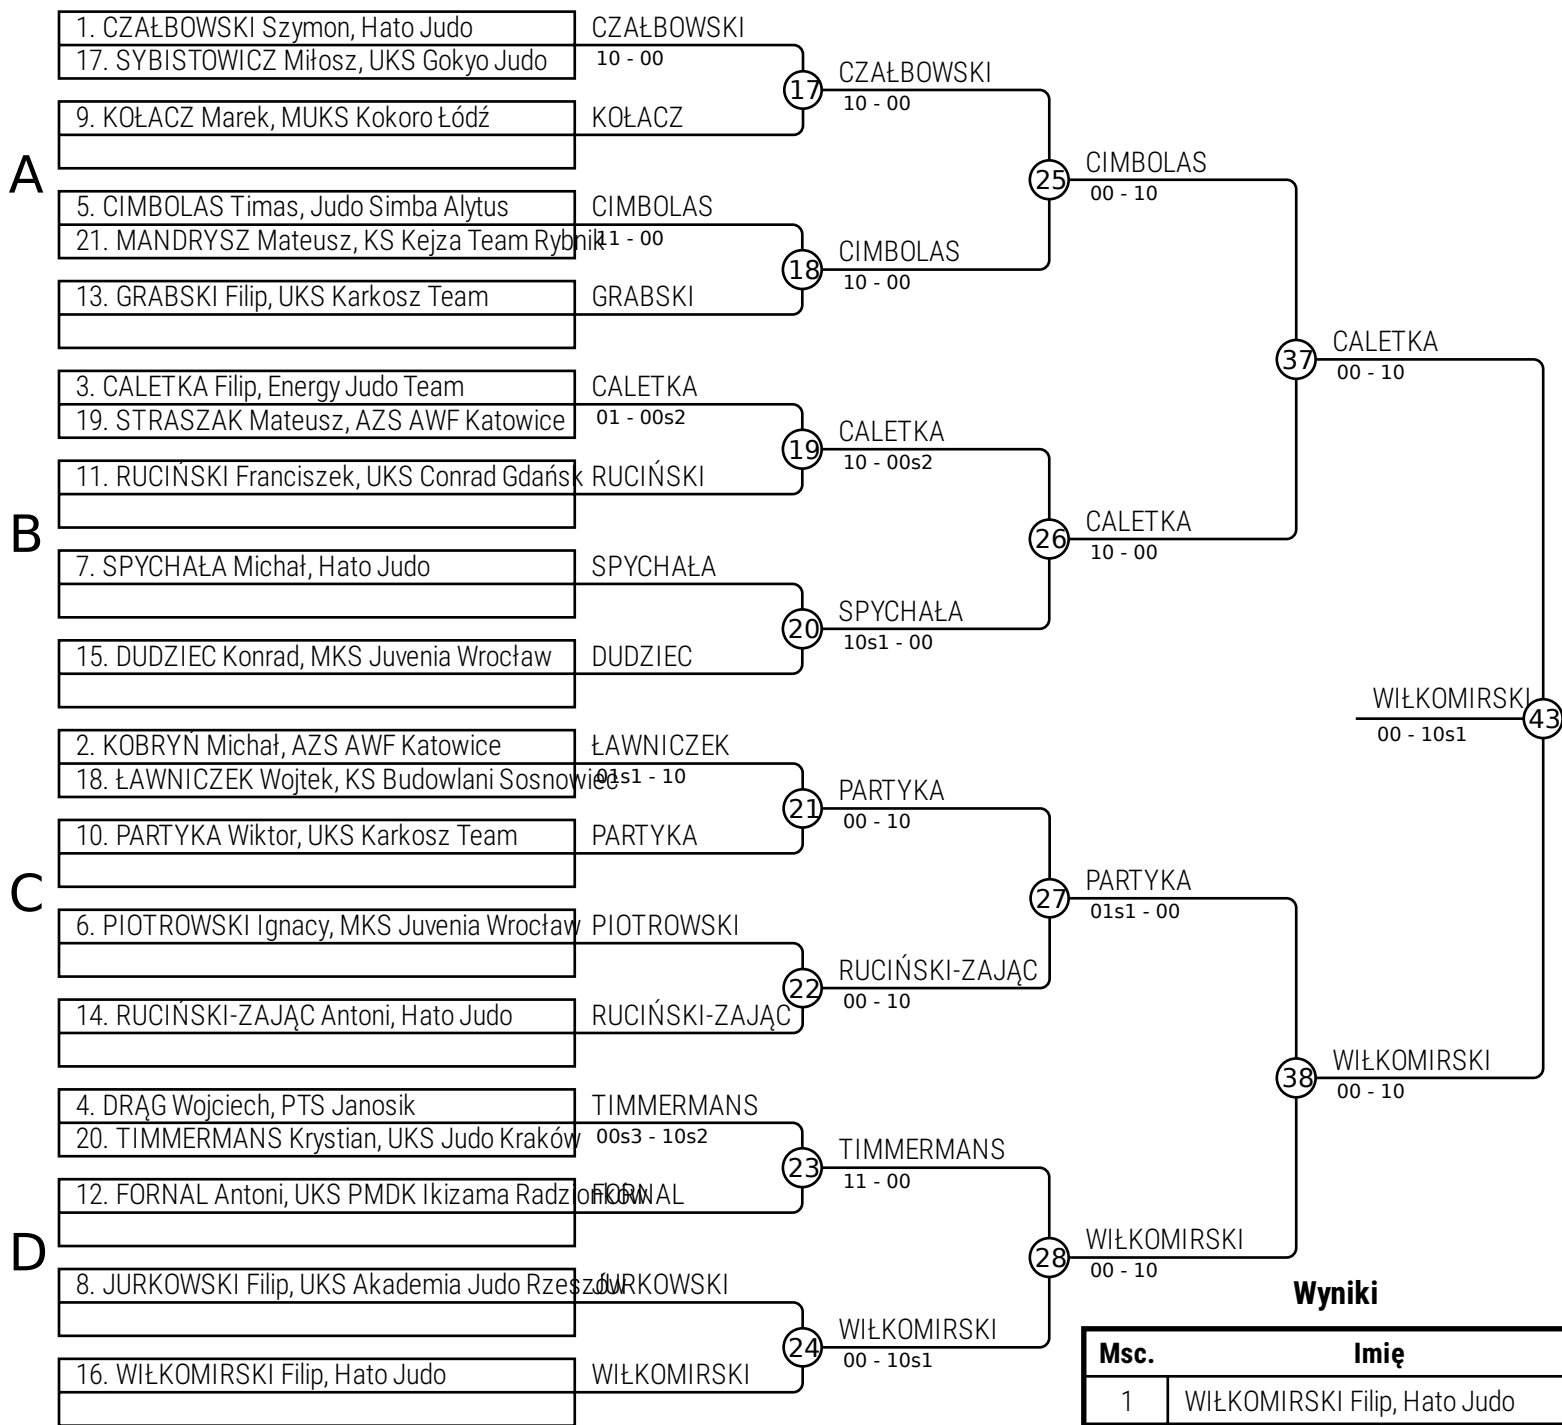 1. CZAŁBOWSKI Szymon, Hato Judo
17. SYBISTOWICZ Miłosz, UKS Gokyo Judo
CZAŁBOWSKI
10 - 00
9. KOŁACZ Marek, MUKS Kokoro Łódź
KOŁACZ
17
CZAŁBOWSKI
10 - 00
A
5. CIMBOLAS Timas, Judo Simba Alytus
21. MANDRYSZ Mateusz, KS Kejza Team Rybnik
CIMBOLAS
11 - 00
13. GRABSKI Filip, UKS Karkosz Team
GRABSKI
18
CIMBOLAS
10 - 00
25
CIMBOLAS
00 - 10
3. CALETKA Filip, Energy Judo Team
19. STRASZAK Mateusz, AZS AWF Katowice
CALETKA
01 - 00s2
11. RUCIŃSKI Franciszek, UKS Conrad Gdańsk
RUCIŃSKI
19
CALETKA
10 - 00s2
B
7. SPYCHAŁA Michał, Hato Judo
SPYCHAŁA
15. DUDZIEC Konrad, MKS Juvenia Wrocław
DUDZIEC
20
SPYCHAŁA
10s1 - 00
26
CALETKA
10 - 00
37
CALETKA
00 - 10
2. KOBRYŃ Michał, AZS AWF Katowice
18. ŁAWNICZEK Wojtek, KS Budowlani Sosnowiec
ŁAWNICZEK
01s1 - 10
10. PARTYKA Wiktor, UKS Karkosz Team
PARTYKA
21
PARTYKA
00 - 10
C
6. PIOTROWSKI Ignacy, MKS Juvenia Wrocław
PIOTROWSKI
14. RUCIŃSKI-ZAJĄC Antoni, Hato Judo
RUCIŃSKI-ZAJĄC
22
RUCIŃSKI-ZAJĄC
00 - 10
27
PARTYKA
01s1 - 00
4. DRĄG Wojciech, PTS Janosik
20. TIMMERMANS Krystian, UKS Judo Kraków
TIMMERMANS
00s3 - 10s2
12. FORNAL Antoni, UKS PMDK Ikizama Radzionków
FORNAL
23
TIMMERMANS
11 - 00
D
8. JURKOWSKI Filip, UKS Akademia Judo Rzeszów
JURKOWSKI
16. WIŁKOMIRSKI Filip, Hato Judo
WIŁKOMIRSKI
24
WIŁKOMIRSKI
00 - 10s1
28
WIŁKOMIRSKI
00 - 10
38
WIŁKOMIRSKI
00 - 10
WIŁKOMIRSKI
00 - 10s1
43
Wyniki
Msc. Imię
1 WIŁKOMIRSKI Filip, Hato Judo